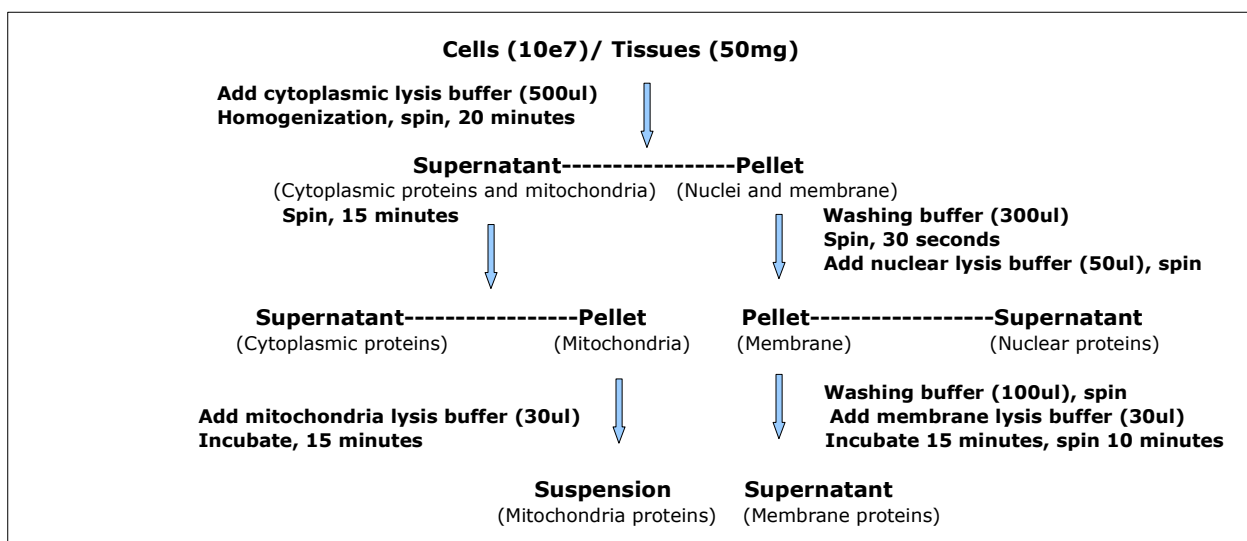 Cells (10e7)/ Tissues (50mg)
Add cytoplasmic lysis buffer (500ul)
Homogenization, spin, 20 minutes
Supernatant-----------------Pellet
(Cytoplasmic proteins and mitochondria) (Nuclei and membrane)
Spin, 15 minutes
Washing buffer (300ul)
Spin, 30 seconds
Add nuclear lysis buffer (50ul), spin
Supernatant-----------------Pellet
(Cytoplasmic proteins) (Mitochondria)
Pellet------------------Supernatant
(Membrane) (Nuclear proteins)
Add mitochondria lysis buffer (30ul)
Incubate, 15 minutes
Washing buffer (100ul), spin
Add membrane lysis buffer (30ul)
Incubate 15 minutes, spin 10 minutes
Suspension
(Mitochondria proteins)
Supernatant
(Membrane proteins)